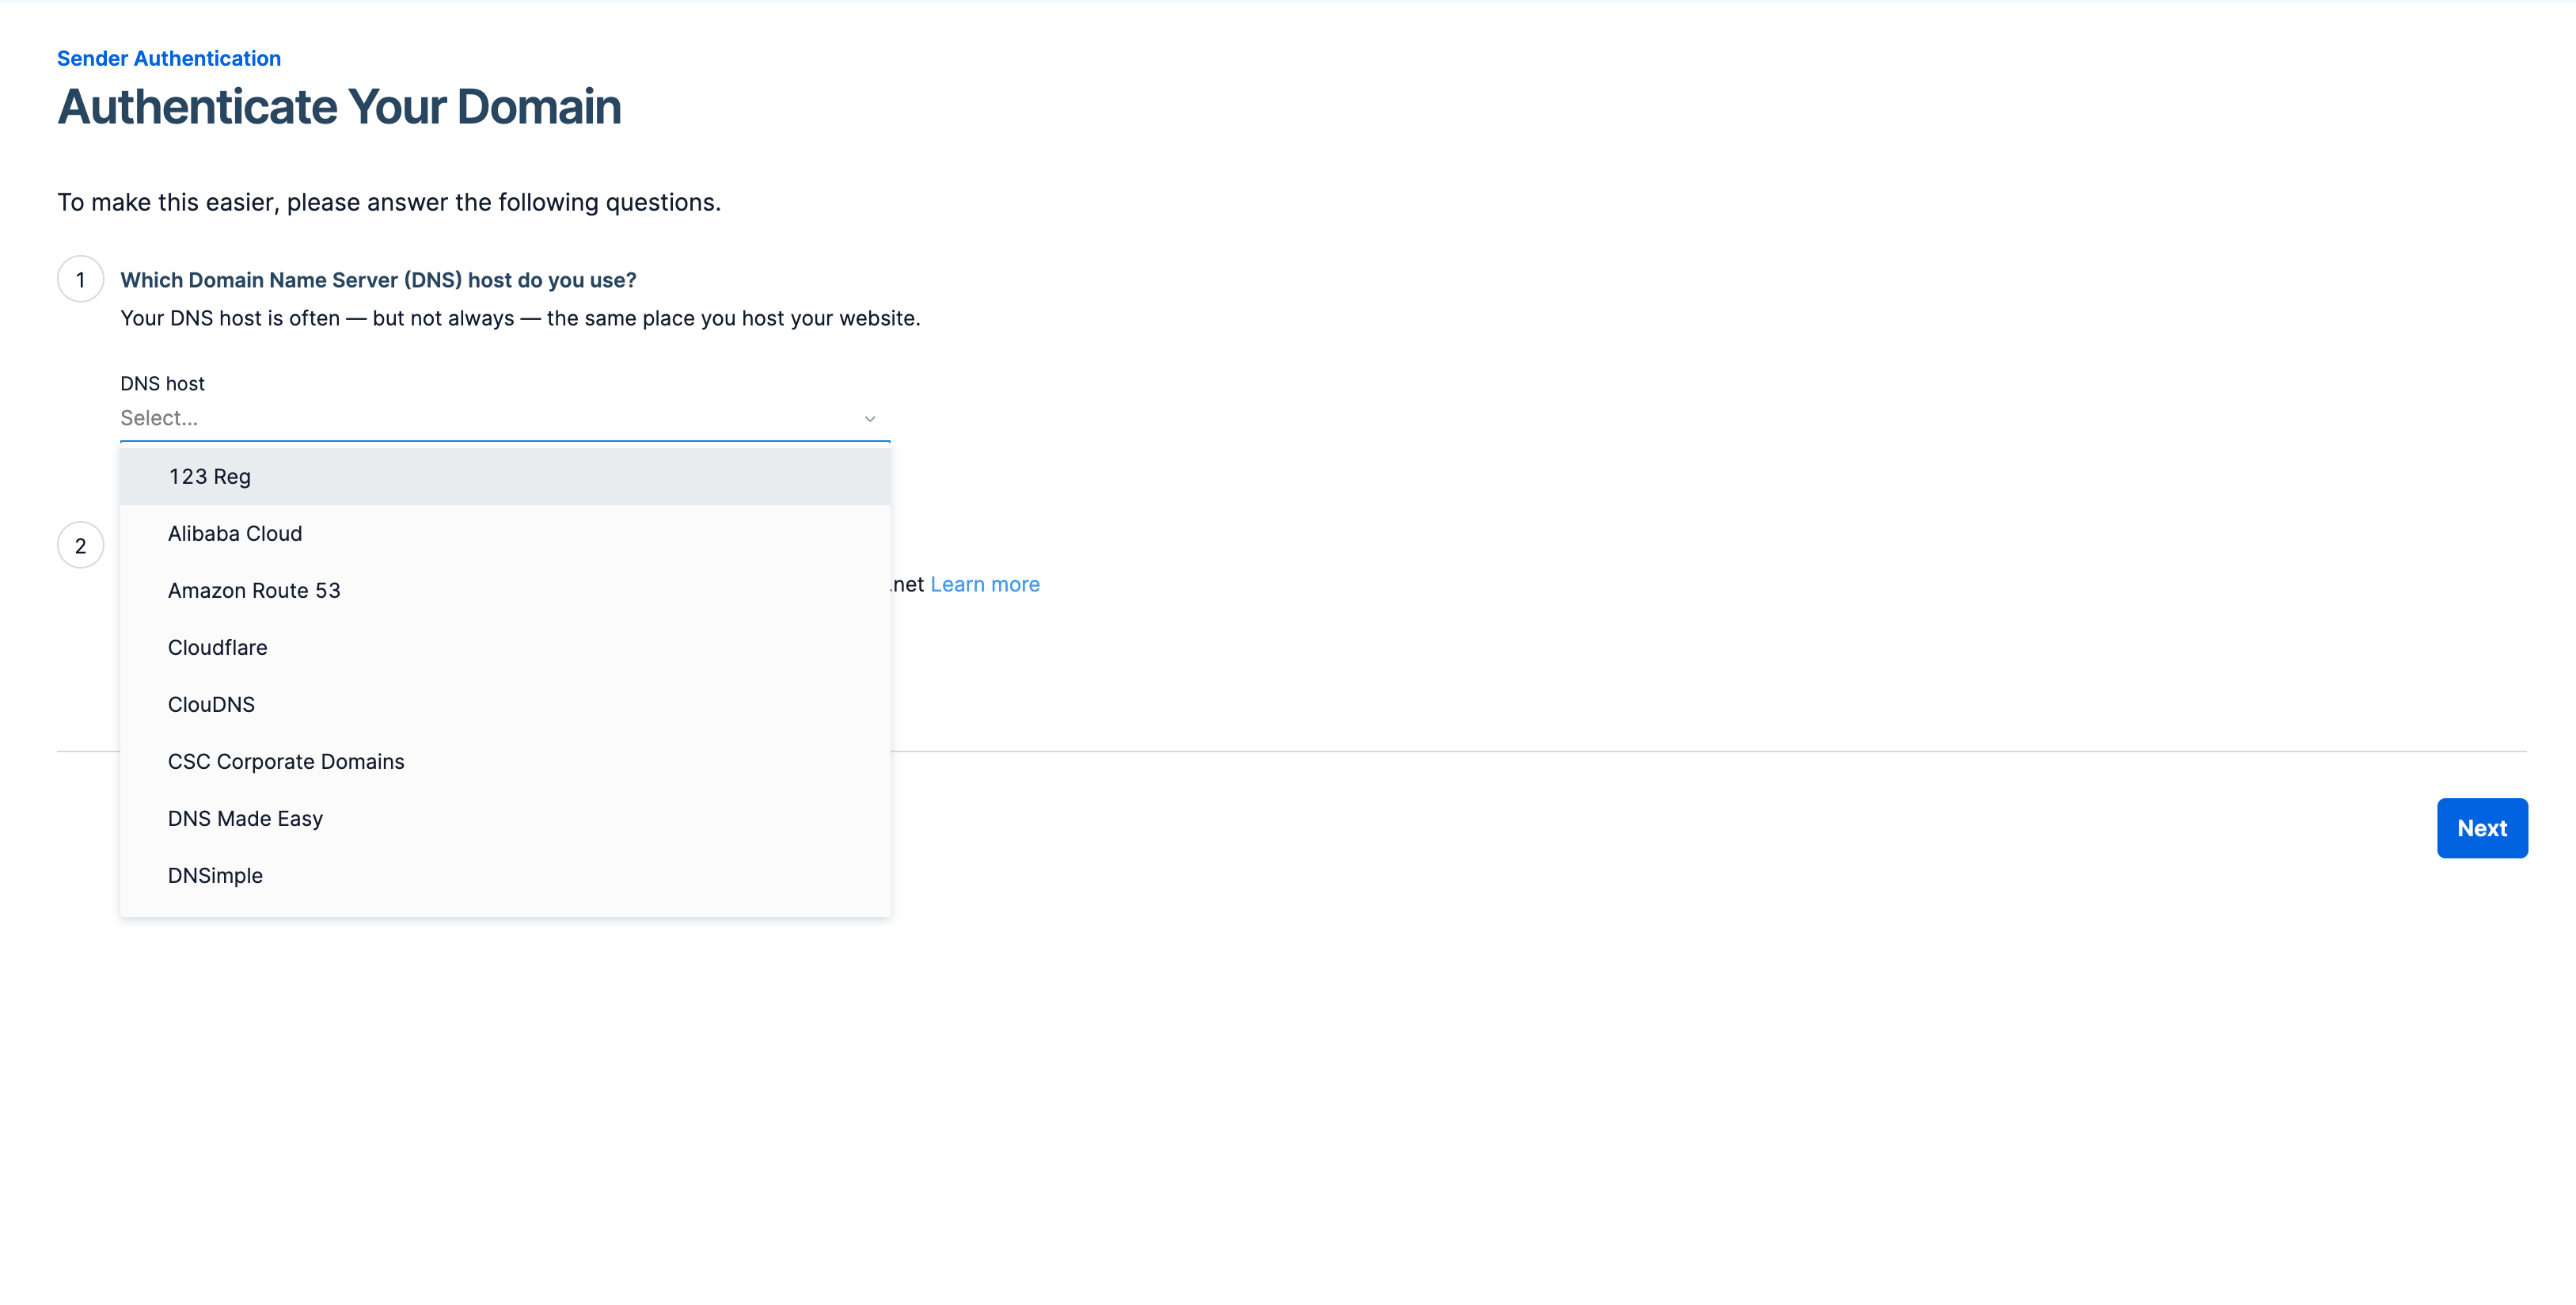 Sender Authentication
Authenticate Your Domain
To make this easier, please answer the following questions.
1
Which Domain Name Server (DNS) host do you use?
Your DNS host is often — but not always — the same place you host your website.
DNS host
Select...
123 Reg
Alibaba Cloud
2
Amazon Route 53
.net Learn more
Cloudflare
ClouDNS
CSC Corporate Domains
DNS Made Easy
Next
DNSimple